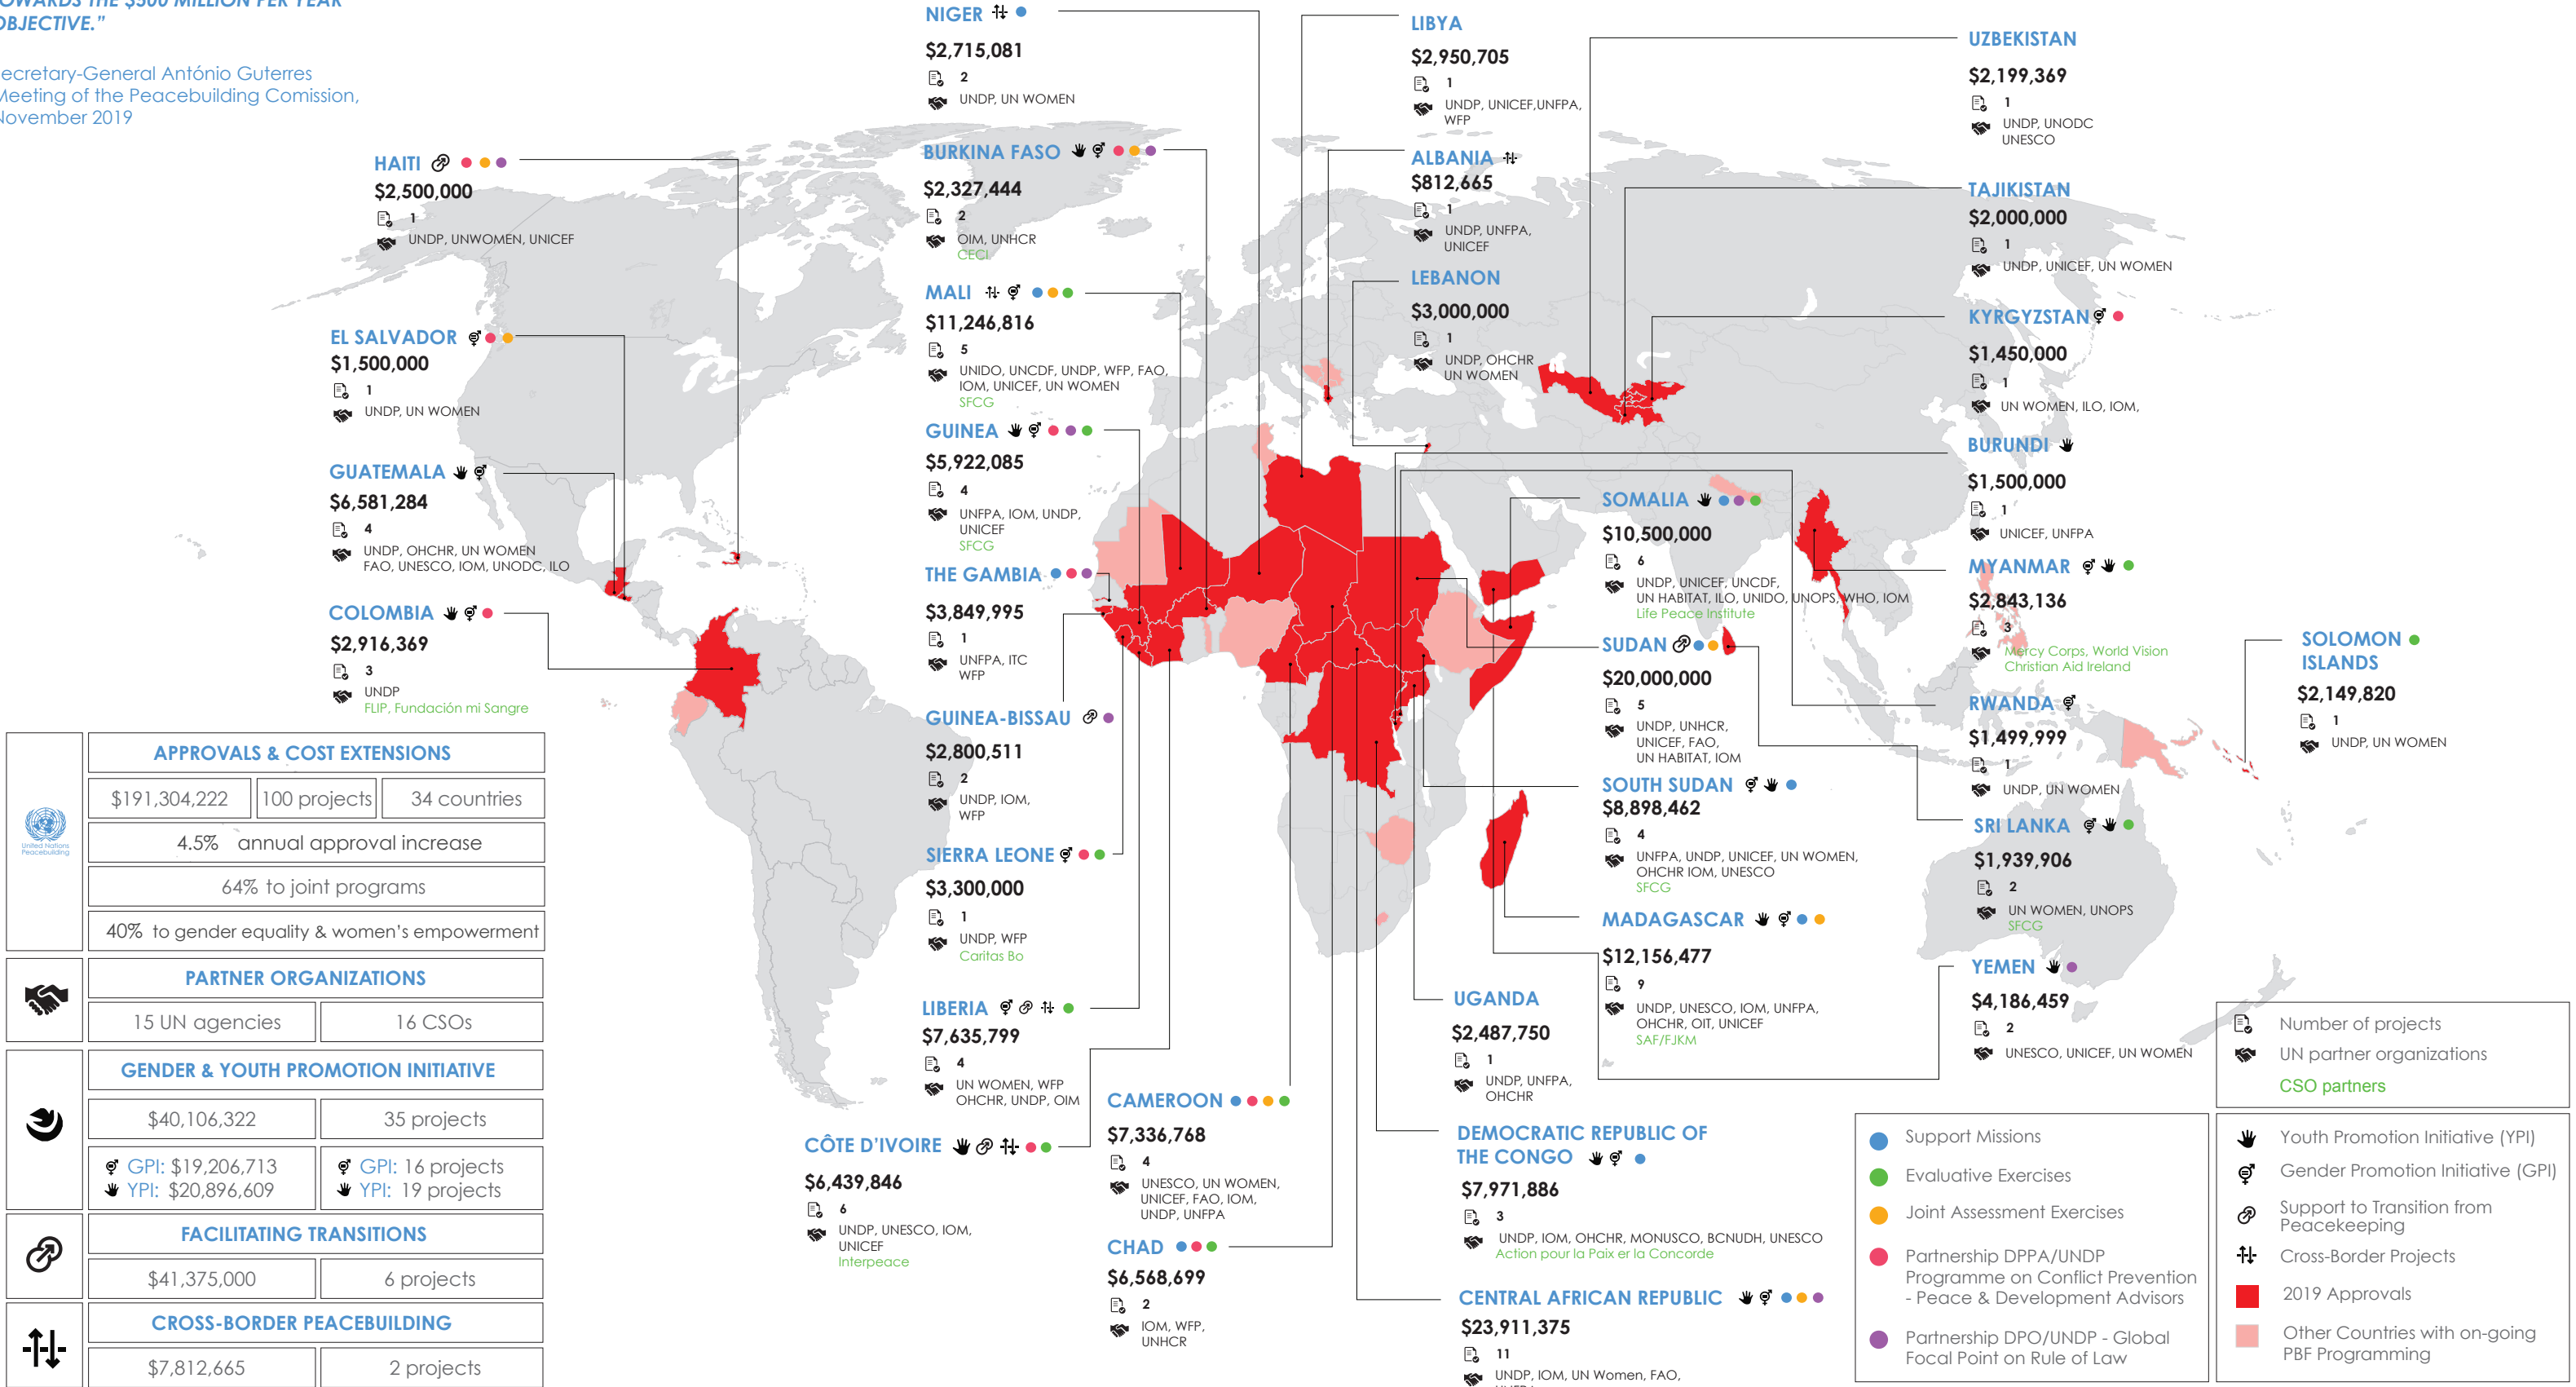 TOWARDS THE $500 MILLION PER YEAR
OBJECTIVE."
Secretary-General António Guterres
Meeting of the Peacebuilding Comission,
November 2019
HAITI
$2,500,000
1
UNDP, UNWOMEN, UNICEF
EL SALVADOR
$1,500,000
1
UNDP, UN WOMEN
GUATEMALA
$6,581,284
4
UNDP, OHCHR, UN WOMEN
FAO, UNESCO, IOM, UNODC, ILO
COLOMBIA
$2,916,369
3
UNDP
FLIP, Fundación mi Sangre
NIGER
$2,715,081
2
UNDP, UN WOMEN
BURKINA FASO
$2,327,444
2
OIM, UNHCR
CECI
MALI
$11,246,816
5
UNIDO, UNCDF, UNDP, WFP, FAO,
IOM, UNICEF, UN WOMEN
SFCG
GUINEA
$5,922,085
4
UNFPA, IOM, UNDP,
UNICEF
SFCG
THE GAMBIA
$3,849,995
1
UNFPA, ITC
WFP
GUINEA-BISSAU
$2,800,511
2
UNDP, IOM,
WFP
SIERRA LEONE
$3,300,000
1
UNDP, WFP
Caritas Bo
LIBERIA
$7,635,799
4
UN WOMEN, WFP
OHCHR, UNDP, OIM
CÔTE D'IVOIRE
$6,439,846
6
UNDP, UNESCO, IOM,
UNICEF
Interpeace
CAMEROON
$7,336,768
4
UNESCO, UN WOMEN,
UNICEF, FAO, IOM,
UNDP, UNFPA
CHAD
$6,568,699
2
IOM, WFP,
UNHCR
LIBYA
$2,950,705
1
UNDP, UNICEF,UNFPA,
WFP
ALBANIA
$812,665
1
UNDP, UNFPA,
UNICEF
LEBANON
$3,000,000
1
UNDP, OHCHR
UN WOMEN
SOMALIA
$10,500,000
6
UNDP, UNICEF, UNCDF,
UN HABITAT, ILO, UNIDO, UNOPS, WHO, IOM
Life Peace Institute
SUDAN
$20,000,000
5
UNDP, UNHCR,
UNICEF, FAO,
UN HABITAT, IOM
SOUTH SUDAN
$8,898,462
4
UNFPA, UNDP, UNICEF, UN WOMEN,
OHCHR IOM, UNESCO
SFCG
MADAGASCAR
$12,156,477
9
UNDP, UNESCO, IOM, UNFPA,
OHCHR, OIT, UNICEF
SAF/FJKM
UGANDA
$2,487,750
1
UNDP, UNFPA,
OHCHR
DEMOCRATIC REPUBLIC OF
THE CONGO
$7,971,886
3
UNDP, IOM, OHCHR, MONUSCO, BCNUDH, UNESCO
Action pour la Paix er la Concorde
CENTRAL AFRICAN REPUBLIC
$23,911,375
11
UNDP, IOM, UN Women, FAO,
UZBEKISTAN
$2,199,369
1
UNDP, UNODC
UNESCO
TAJIKISTAN
$2,000,000
1
UNDP, UNICEF, UN WOMEN
KYRGYZSTAN
$1,450,000
1
UN WOMEN, ILO, IOM,
BURUNDI
$1,500,000
1
UNICEF, UNFPA
MYANMAR
$2,843,136
3
Mercy Corps, World Vision
Christian Aid Ireland
RWANDA
$1,499,999
1
UNDP, UN WOMEN
SRI LANKA
$1,939,906
2
UN WOMEN, UNOPS
SFCG
YEMEN
$4,186,459
2
UNESCO, UNICEF, UN WOMEN
SOLOMON
ISLANDS
$2,149,820
1
UNDP, UN WOMEN
United Nations
Peacebuilding
APPROVALS & COST EXTENSIONS
$191,304,222 100 projects 34 countries
4.5% annual approval increase
64% to joint programs
40% to gender equality & women's empowerment
PARTNER ORGANIZATIONS
15 UN agencies 16 CSOs
GENDER & YOUTH PROMOTION INITIATIVE
$40,106,322 35 projects
GPI: $19,206,713 GPI: 16 projects
YPI: $20,896,609 YPI: 19 projects
FACILITATING TRANSITIONS
$41,375,000 6 projects
CROSS-BORDER PEACEBUILDING
$7,812,665 2 projects
Number of projects
UN partner organizations
CSO partners
Support Missions
Evaluative Exercises
Joint Assessment Exercises
Partnership DPPA/UNDP
Programme on Conflict Prevention
- Peace & Development Advisors
Partnership DPO/UNDP - Global
Focal Point on Rule of Law
Youth Promotion Initiative (YPI)
Gender Promotion Initiative (GPI)
Support to Transition from
Peacekeeping
Cross-Border Projects
2019 Approvals
Other Countries with on-going
PBF Programming